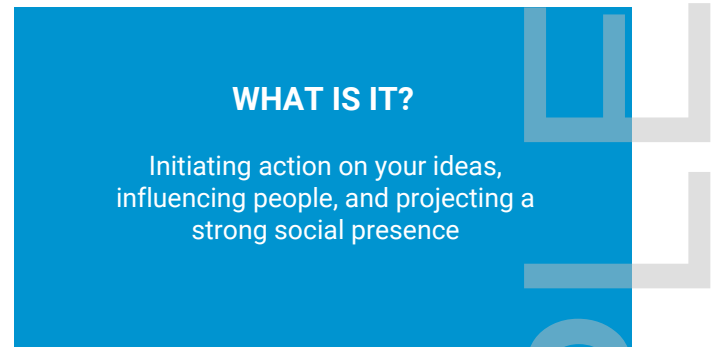 WHAT IS IT?
Initiating action on your ideas,
influencing people, and projecting a
strong social presence